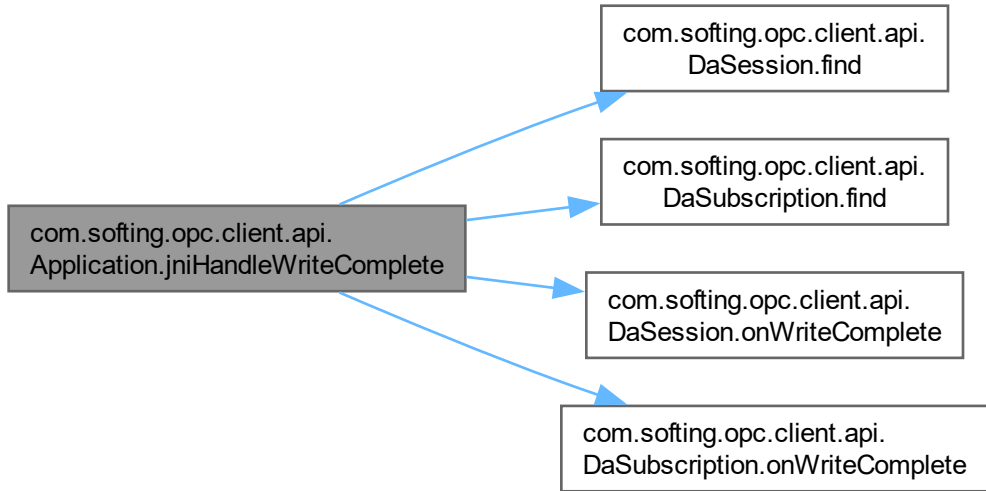 com.softing.opc.client.api.
DaSession.find
com.softing.opc.client.api.
DaSubscription.find
com.softing.opc.client.api.
Application.jniHandleWriteComplete
com.softing.opc.client.api.
DaSession.onWriteComplete
com.softing.opc.client.api.
DaSubscription.onWriteComplete